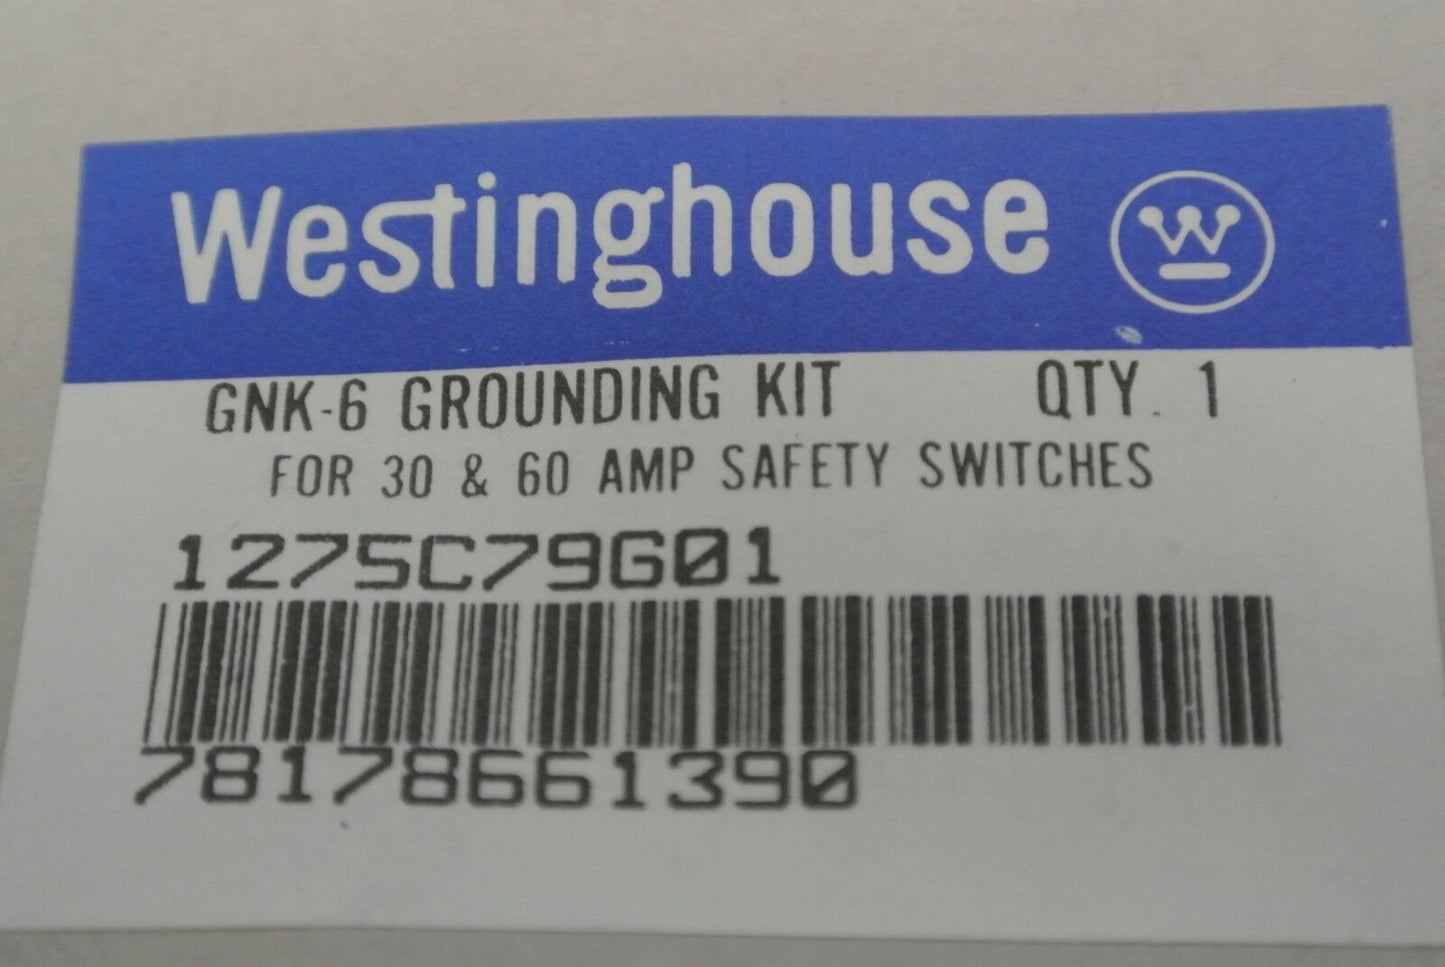 Westinghouse W
GNK-6 GROUNDING KIT QTY. 1
FOR 30 & 60 AMP SAFETY SWITCHES
1275C79G01
78178661390